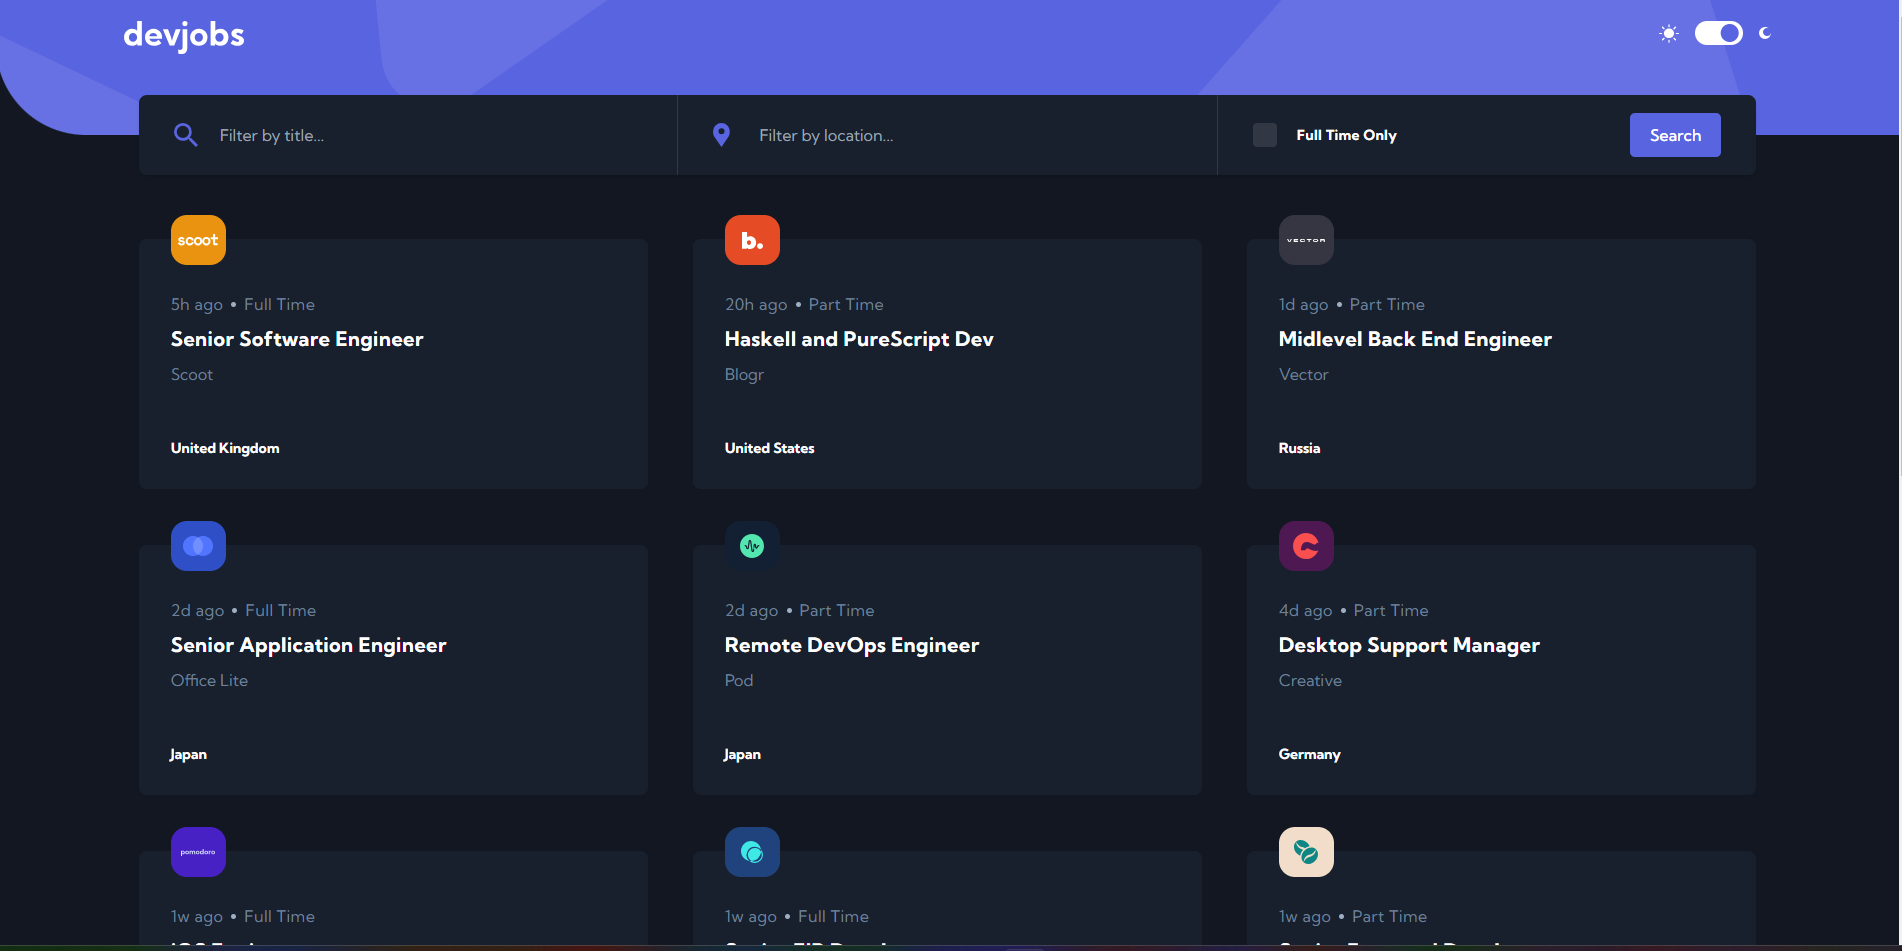 devjobs
Filter by title...
Filter by location...
Full Time Only
Search
scoot
b.
VECTOR
5h ago • Full Time
20h ago • Part Time
1d ago • Part Time
Senior Software Engineer
Haskell and PureScript Dev
Midlevel Back End Engineer
Scoot
Blogr
Vector
United Kingdom
United States
Russia
2d ago • Full Time
2d ago • Part Time
4d ago • Part Time
Senior Application Engineer
Remote DevOps Engineer
Desktop Support Manager
Office Lite
Pod
Creative
Japan
Japan
Germany
pomodoro
1w ago • Full Time
1w ago • Full Time
1w ago • Part Time